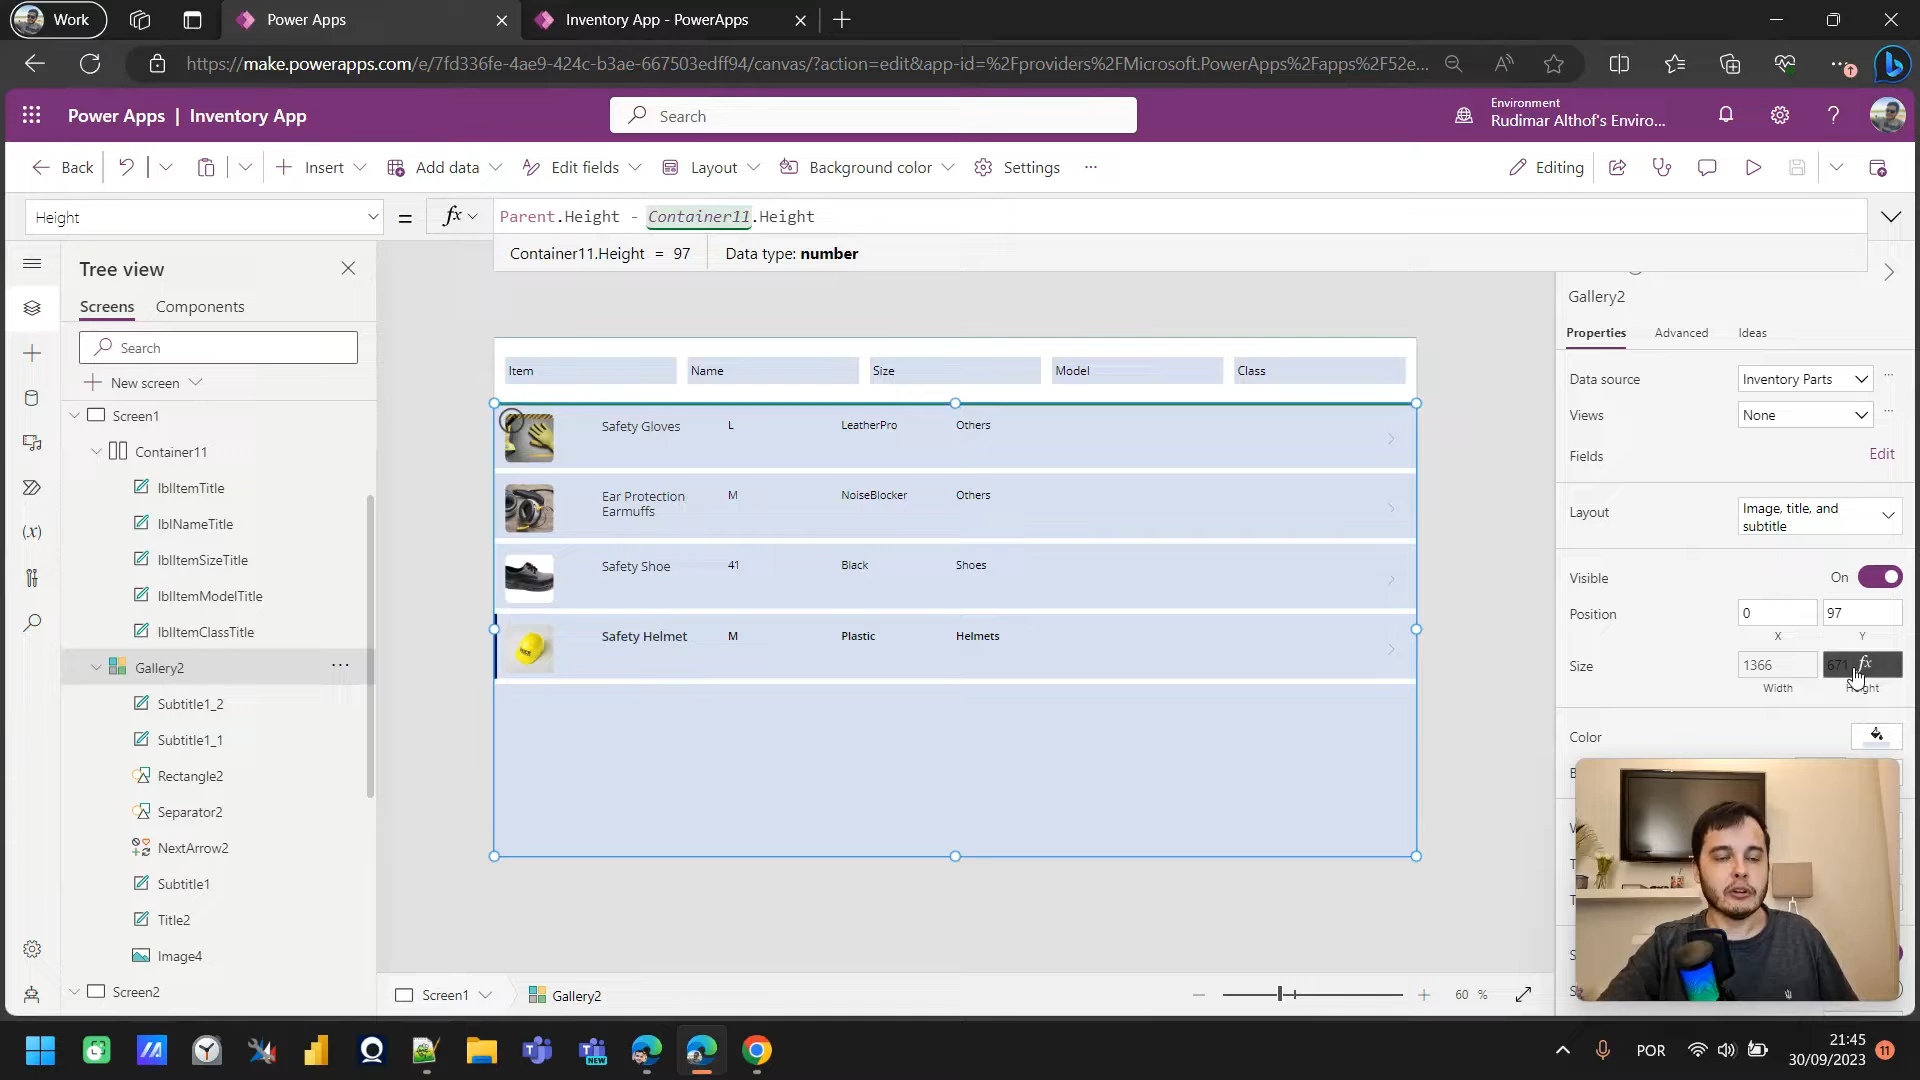 Work
Power Apps
Inventory App - PowerApps
https://make.powerapps.com/e/7fd336fe-4ae9-424c-b3ae-667503edff94/canvas/?action=edit&app-id=%2Fproviders%2FMicrosoft.PowerApps%2Fapps%2F52e...
Power Apps | Inventory App
Search
Environment
Rudimar Althof's Enviro...
Back
Insert
Add data
Edit fields
Layout
Background color
Settings
Editing
Height
=
fx
Parent.Height - Container11.Height
Container11.Height = 97
Data type: number
Tree view
Screens
Components
Search
New screen
Screen1
Container11
lblItemTitle
lblNameTitle
lblItemSizeTitle
lblItemModelTitle
lblItemClassTitle
Gallery2
Subtitle1_2
Subtitle1_1
Rectangle2
Separator2
NextArrow2
Subtitle1
Title2
Image4
Screen2
Item
Name
Size
Model
Class
Safety Gloves
L
LeatherPro
Others
Ear Protection
Earmuffs
M
NoiseBlocker
Others
Safety Shoe
41
Black
Shoes
Safety Helmet
M
Plastic
Helmets
Screen1
Gallery2
60 %
Gallery2
Properties
Advanced
Ideas
Data source
Inventory Parts
Views
None
Fields
Edit
Layout
Image, title, and
subtitle
Visible
On
Position
0
97
X
Y
Size
1366
671
fx
Width
Height
Color
NEW
POR
21:45
30/09/2023
11